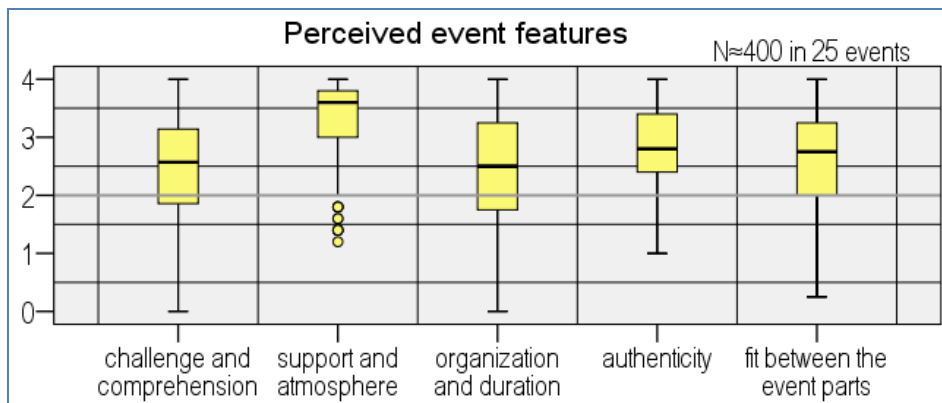 Perceived event features
N≈400 in 25 events
4
3
2
1
0
challenge and
comprehension
support and
atmosphere
organization
and duration
authenticity
fit between the
event parts